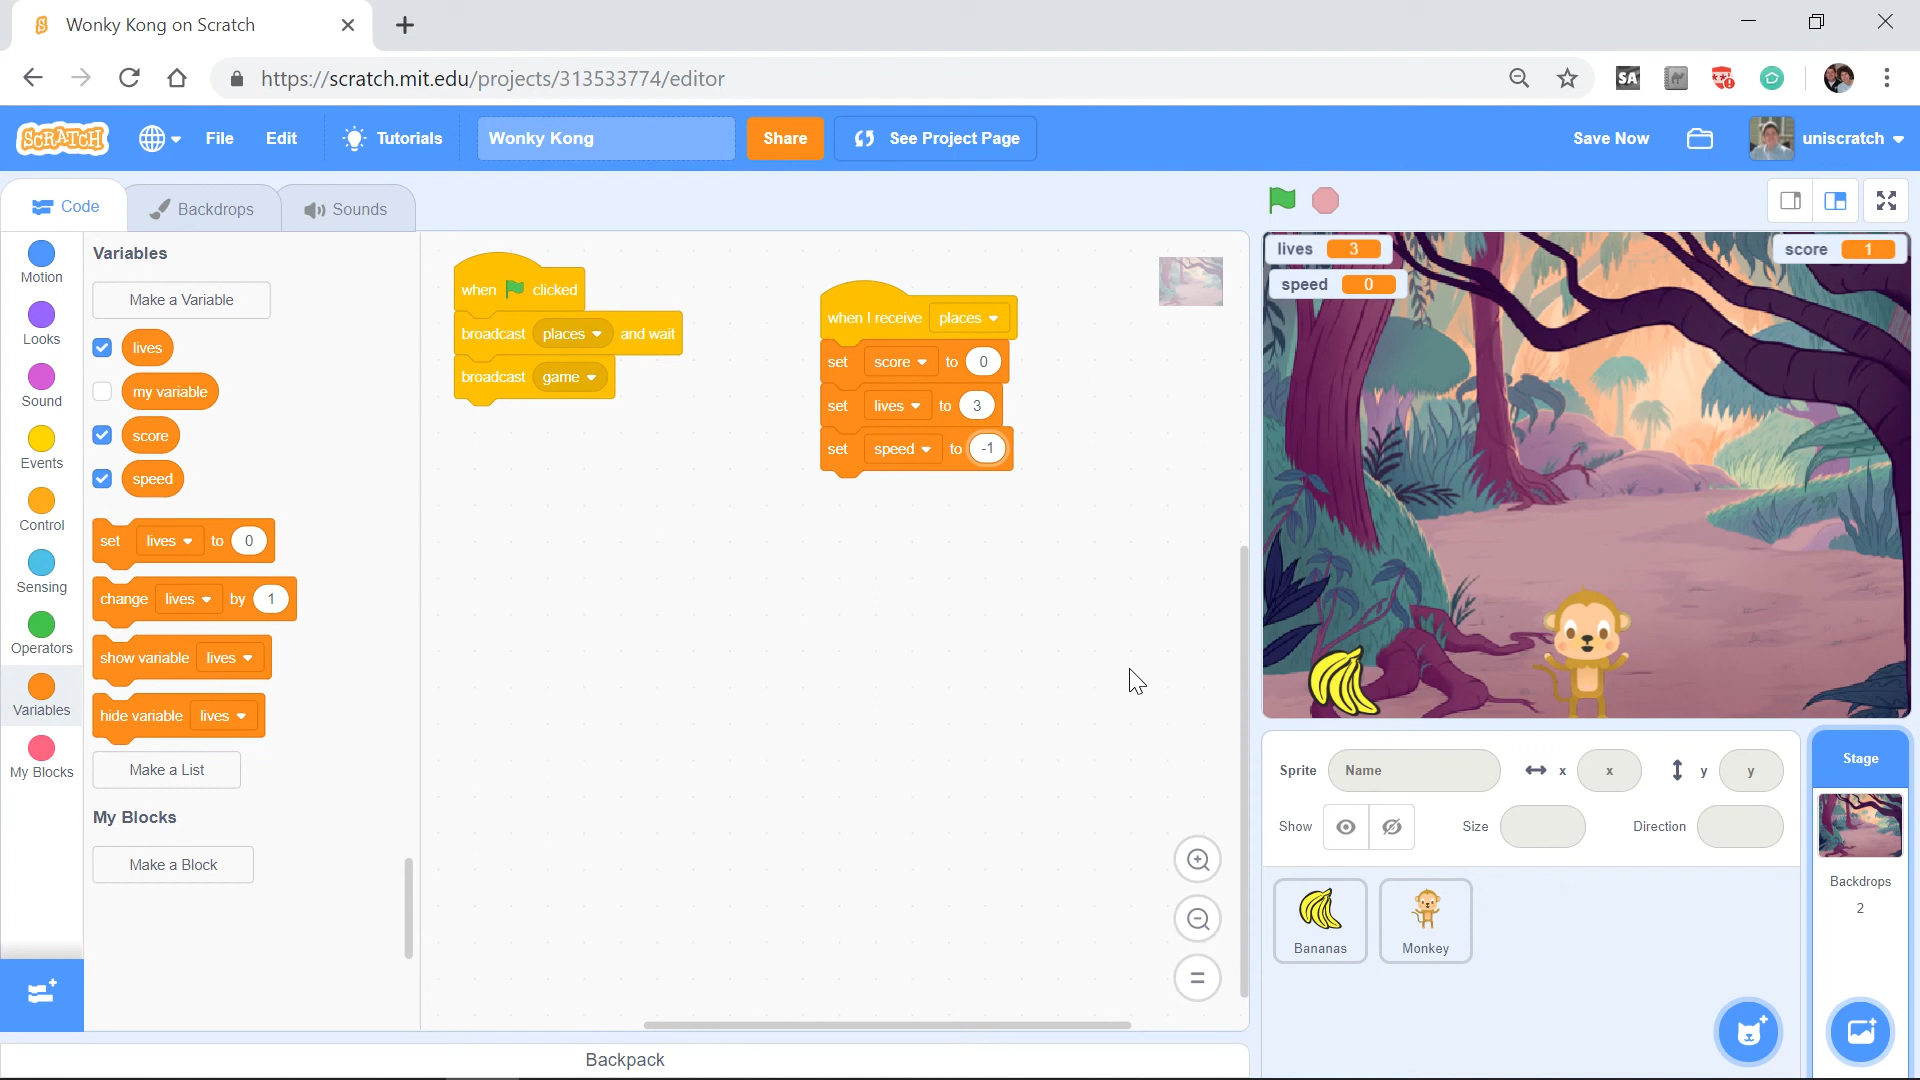 Wonky Kong on Scratch
https://scratch.mit.edu/projects/313533774/editor
SA
SCRATCH
File
Edit
Tutorials
Wonky Kong
Share
See Project Page
Save Now
uniscratch
Code
Backdrops
Sounds
Motion
Looks
Sound
Events
Control
Sensing
Operators
Variables
My Blocks
Variables
Make a Variable
lives
my variable
score
speed
set lives to 0
change lives by 1
show variable lives
hide variable lives
Make a List
My Blocks
Make a Block
when clicked
broadcast places and wait
broadcast game
when I receive places
set score to 0
set lives to 3
set speed to -1
lives 3
score 1
speed 0
Sprite Name x x y y
Show Size Direction
Bananas
Monkey
Stage
Backdrops
2
Backpack